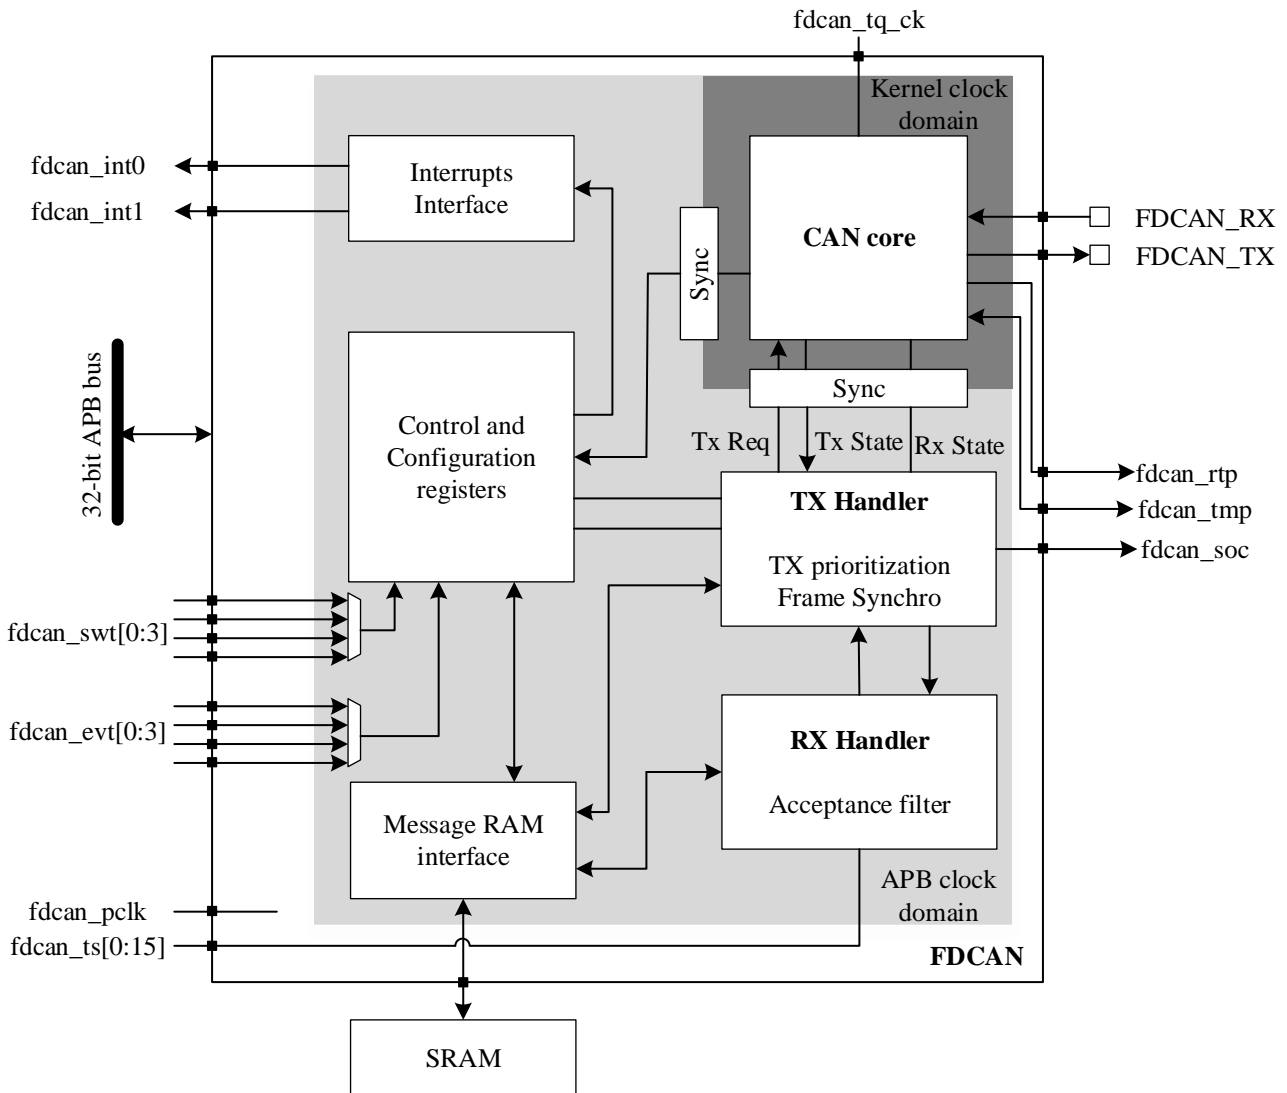 fdcan_tq_ck
Kernel clock
domain
fdcan_int0
Interrupts
Interface
fdcan_int1
CAN core
FDCAN_RX
FDCAN_TX
Sync
32-bit APB bus
Sync
Control and
Configuration
registers
Tx Req
Tx State
Rx State
fdcan_rtp
TX Handler
fdcan_tmp
fdcan_soc
TX prioritization
Frame Synchro
fdcan_swt[0:3]
fdcan_evt[0:3]
RX Handler
Acceptance filter
Message RAM
interface
APB clock
domain
fdcan_pclk
fdcan_ts[0:15]
FDCAN
SRAM